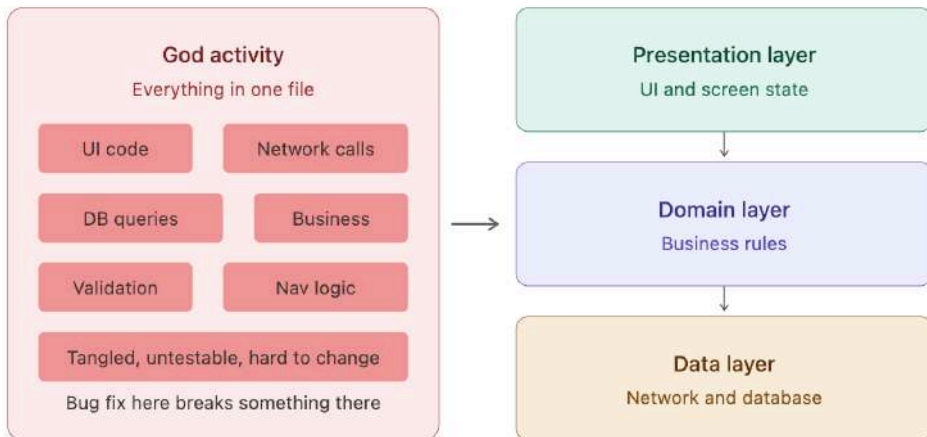 God activity
Everything in one file
UI code
Network calls
DB queries
Business
Validation
Nav logic
Tangled, untestable, hard to change
Bug fix here breaks something there
Presentation layer
UI and screen state
Domain layer
Business rules
Data layer
Network and database